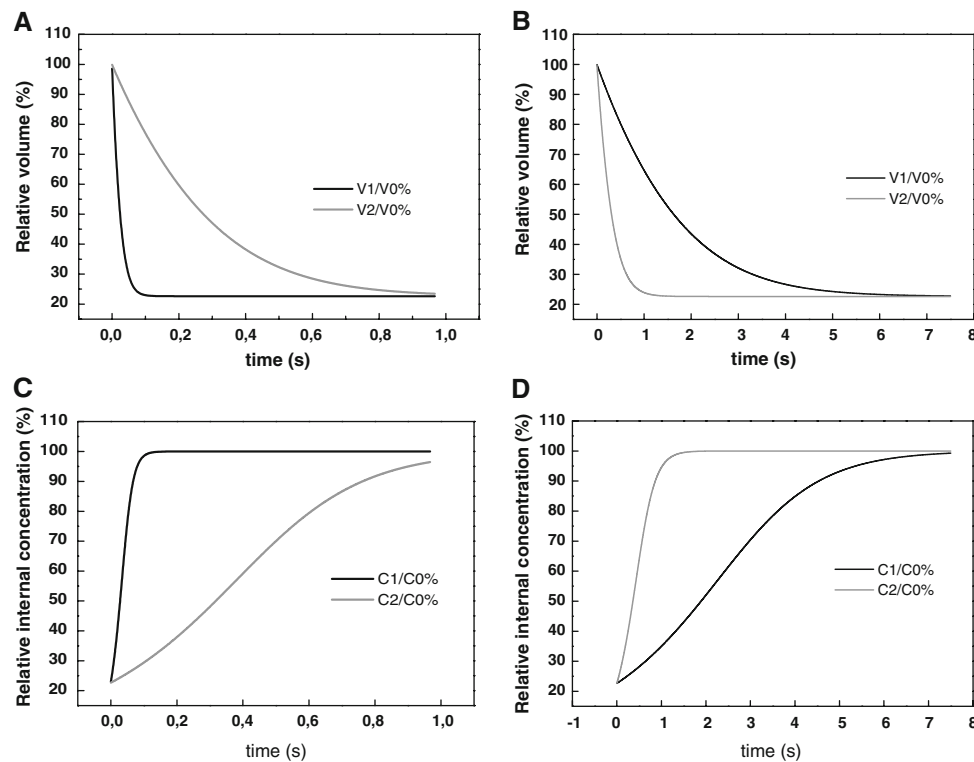 A
Relative volume (%)
110
100
90
80
70
60
50
40
30
20
V1/V0%
V2/V0%
0,0 0,2 0,4 0,6 0,8 1,0
time (s)
B
Relative volume (%)
110
100
90
80
70
60
50
40
30
20
V1/V0%
V2/V0%
0 1 2 3 4 5 6 7 8
time (s)
C
Relative internal concentration (%)
110
100
90
80
70
60
50
40
30
20
C1/C0%
C2/C0%
0,0 0,2 0,4 0,6 0,8 1,0
time (s)
D
Relative internal concentration (%)
110
100
90
80
70
60
50
40
30
20
C1/C0%
C2/C0%
-1 0 1 2 3 4 5 6 7 8
time (s)